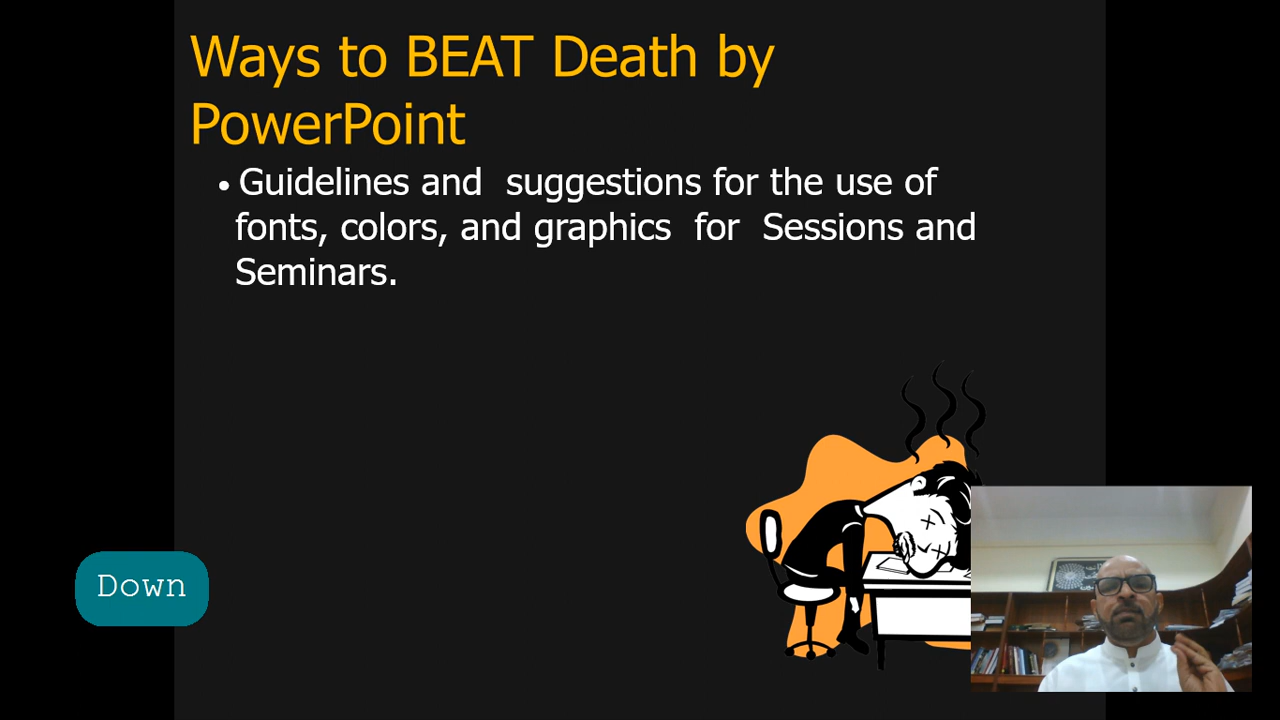 Ways to BEAT Death by
PowerPoint
• Guidelines and  suggestions for the use of
fonts, colors, and graphics  for  Sessions and
Seminars.
Down